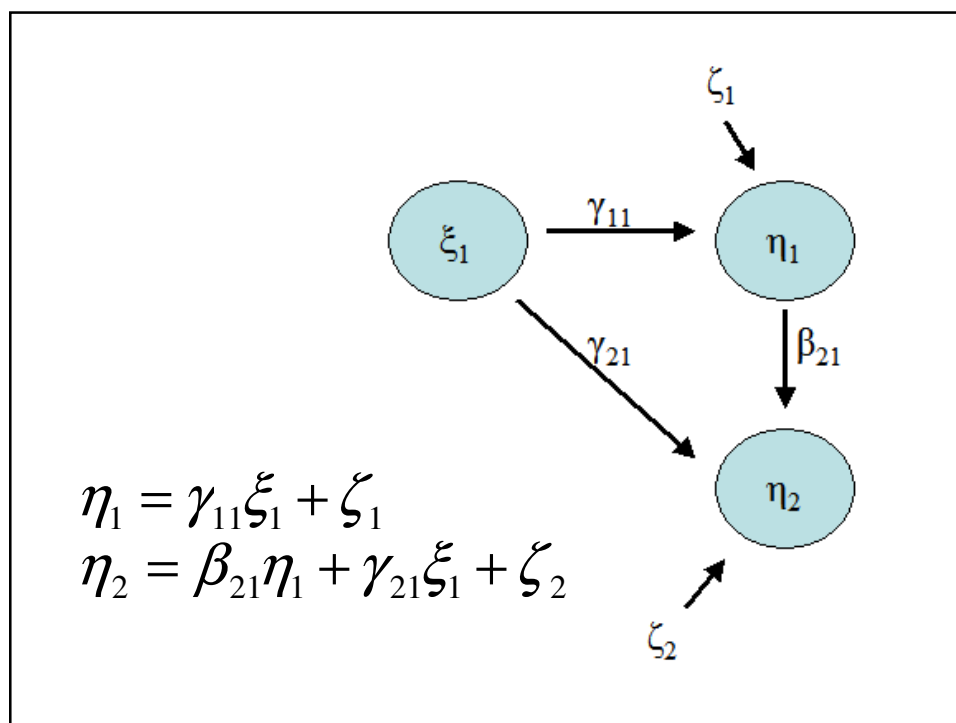 ζ₁
ξ₁
γ₁₁
η₁
γ₂₁
β₂₁
η₂
η₁ = γ₁₁ξ₁ + ζ₁
η₂ = β₂₁η₁ + γ₂₁ξ₁ + ζ₂
ζ₂